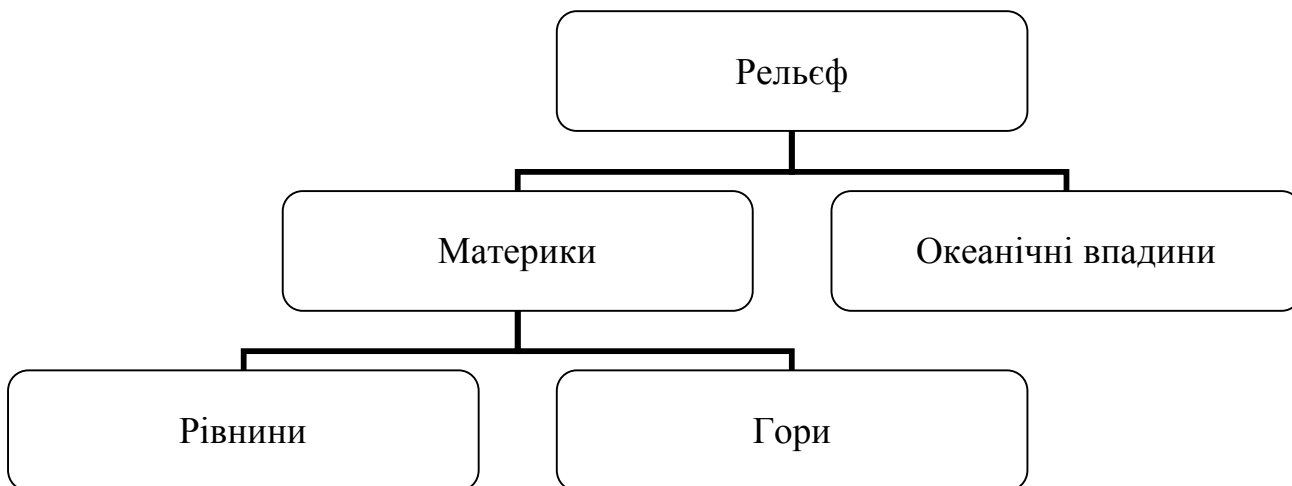 Рельєф
Материки
Океанічні впадини
Рівнини
Гори